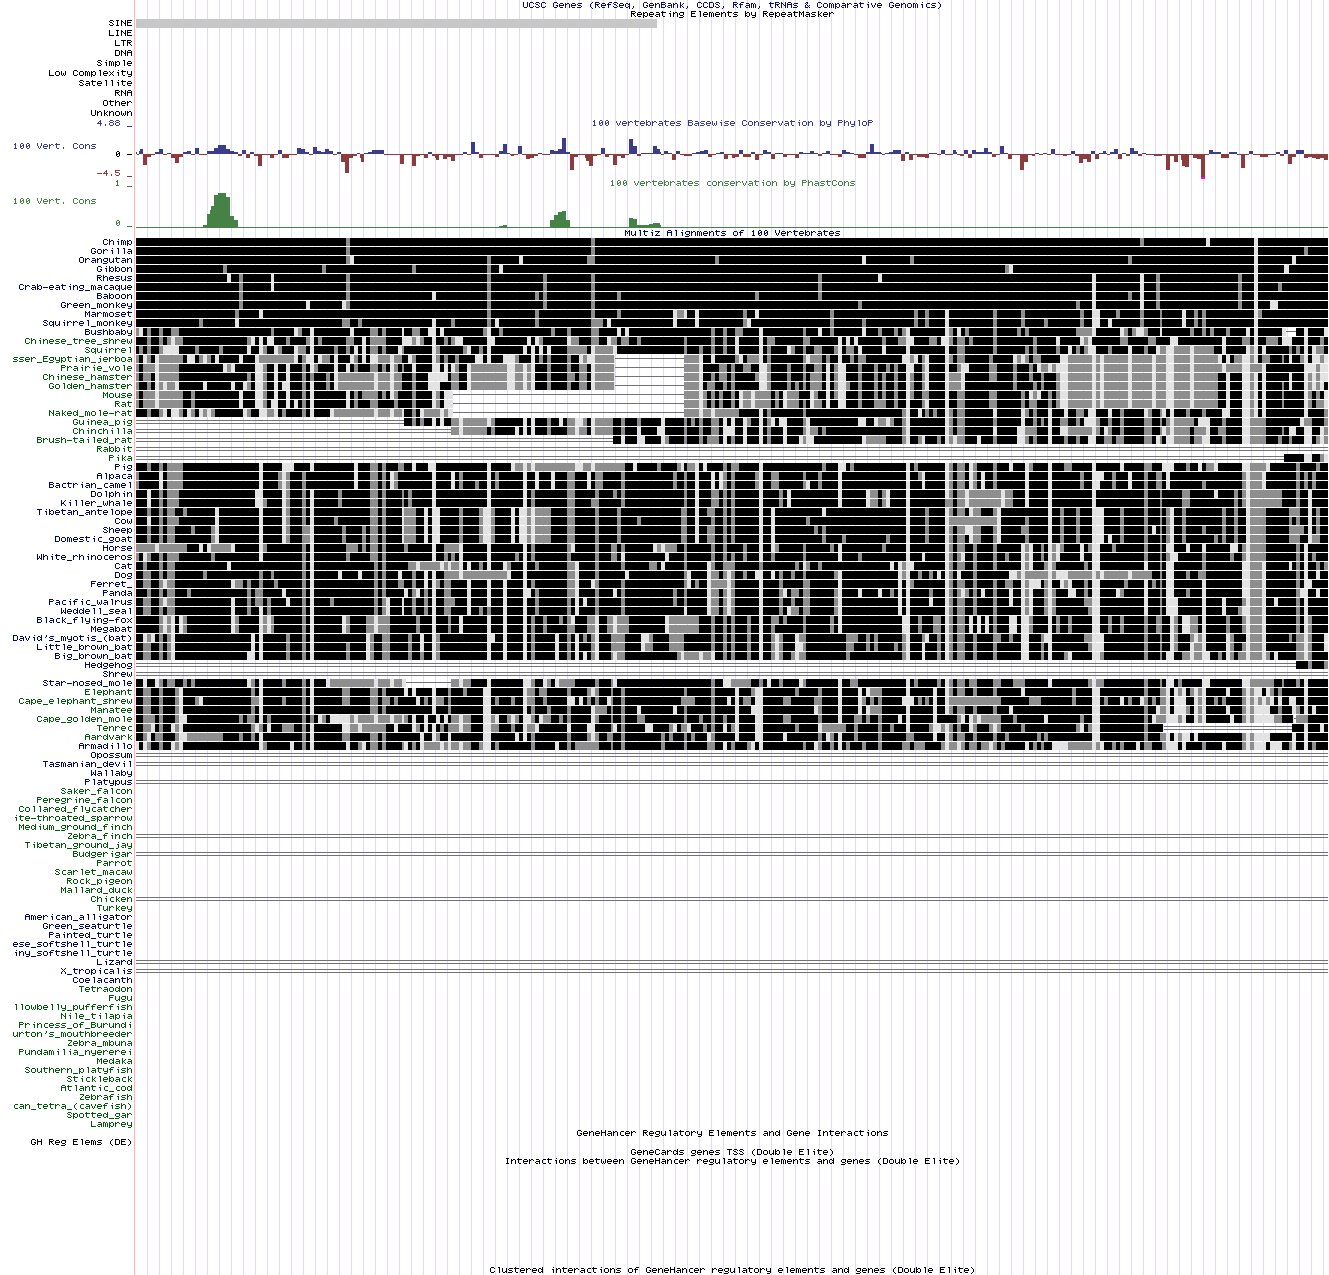 UCSC Genes (RefSeq, GenBank, CCDS, Rfam, tRNAs & Comparative Genomics)
Repeating Elements by RepeatMasker
SINE
LINE
LTR
DNA
Simple
Low Complexity
Satellite
RNA
Other
Unknown
4.88 _
100 vertebrates Basewise Conservation by PhyloP
100 Vert. Cons
0 _
-4.5 _
1 _
100 vertebrates conservation by PhastCons
100 Vert. Cons
0 _
Multiz Alignments of 100 Vertebrates
Chimp
Gorilla
Orangutan
Gibbon
Rhesus
Crab-eating_macaque
Baboon
Green_monkey
Marmoset
Squirrel_monkey
Bushbaby
Chinese_tree_shrew
Squirrel
sser_Egyptian_jerboa
Prairie_vole
Chinese_hamster
Golden_hamster
Mouse
Rat
Naked_mole-rat
Guinea_pig
Chinchilla
Brush-tailed_rat
Rabbit
Pika
Pig
Alpaca
Bactrian_camel
Dolphin
Killer_whale
Tibetan_antelope
Cow
Sheep
Domestic_goat
Horse
White_rhinoceros
Cat
Dog
Ferret_
Panda
Pacific_walrus
Weddell_seal
Black_flying-fox
Megabat
David's_myotis_(bat)
Little_brown_bat
Big_brown_bat
Hedgehog
Shrew
Star-nosed_mole
Elephant
Cape_elephant_shrew
Manatee
Cape_golden_mole
Tenrec
Aardvark
Armadillo
Opossum
Tasmanian_devil
Wallaby
Platypus
Saker_falcon
Peregrine_falcon
Collared_flycatcher
ite-throated_sparrow
Medium_ground_finch
Zebra_finch
Tibetan_ground_jay
Budgerigar
Parrot
Scarlet_macaw
Rock_pigeon
Mallard_duck
Chicken
Turkey
American_alligator
Green_seaturtle
Painted_turtle
ese_softshell_turtle
iny_softshell_turtle
Lizard
X_tropicalis
Coelacanth
Tetraodon
Fugu
llowbelly_pufferfish
Nile_tilapia
Princess_of_Burundi
urton's_mouthbreeder
Zebra_mbuna
Pundamilia_nyererei
Medaka
Southern_platyfish
Stickleback
Atlantic_cod
Zebrafish
can_tetra_(cavefish)
Spotted_gar
Lamprey
GeneHancer Regulatory Elements and Gene Interactions
GH Reg Elems (DE)
GeneCards genes TSS (Double Elite)
Interactions between GeneHancer regulatory elements and genes (Double Elite)
Clustered interactions of GeneHancer regulatory elements and genes (Double Elite)